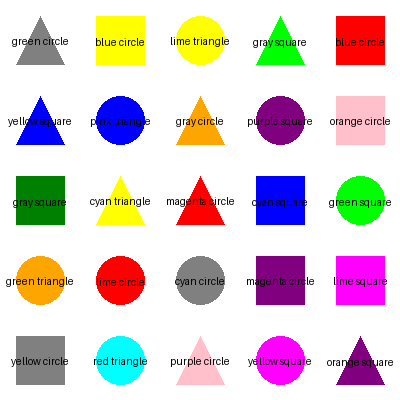 green circle
blue circle
lime triangle
gray square
blue circle
yellow square
pink triangle
gray circle
purple square
orange circle
gray square
cyan triangle
magenta circle
cyan square
green square
green triangle
lime circle
cyan circle
magenta circle
lime square
yellow circle
red triangle
purple circle
yellow square
orange square